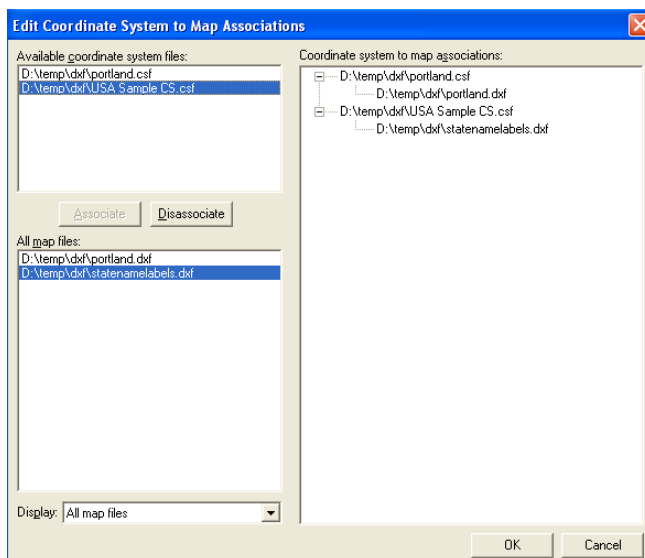 Edit Coordinate System to Map Associations
Available coordinate system files:
D:\temp\dxf\portland.csf
D:\temp\dxf\USA Sample CS.csf
Associate
Disassociate
All map files:
D:\temp\dxf\portland.dxf
D:\temp\dxf\statenamelabels.dxf
Display:
All map files
Coordinate system to map associations:
D:\temp\dxf\portland.csf
D:\temp\dxf\portland.dxf
D:\temp\dxf\USA Sample CS.csf
D:\temp\dxf\statenamelabels.dxf
OK
Cancel